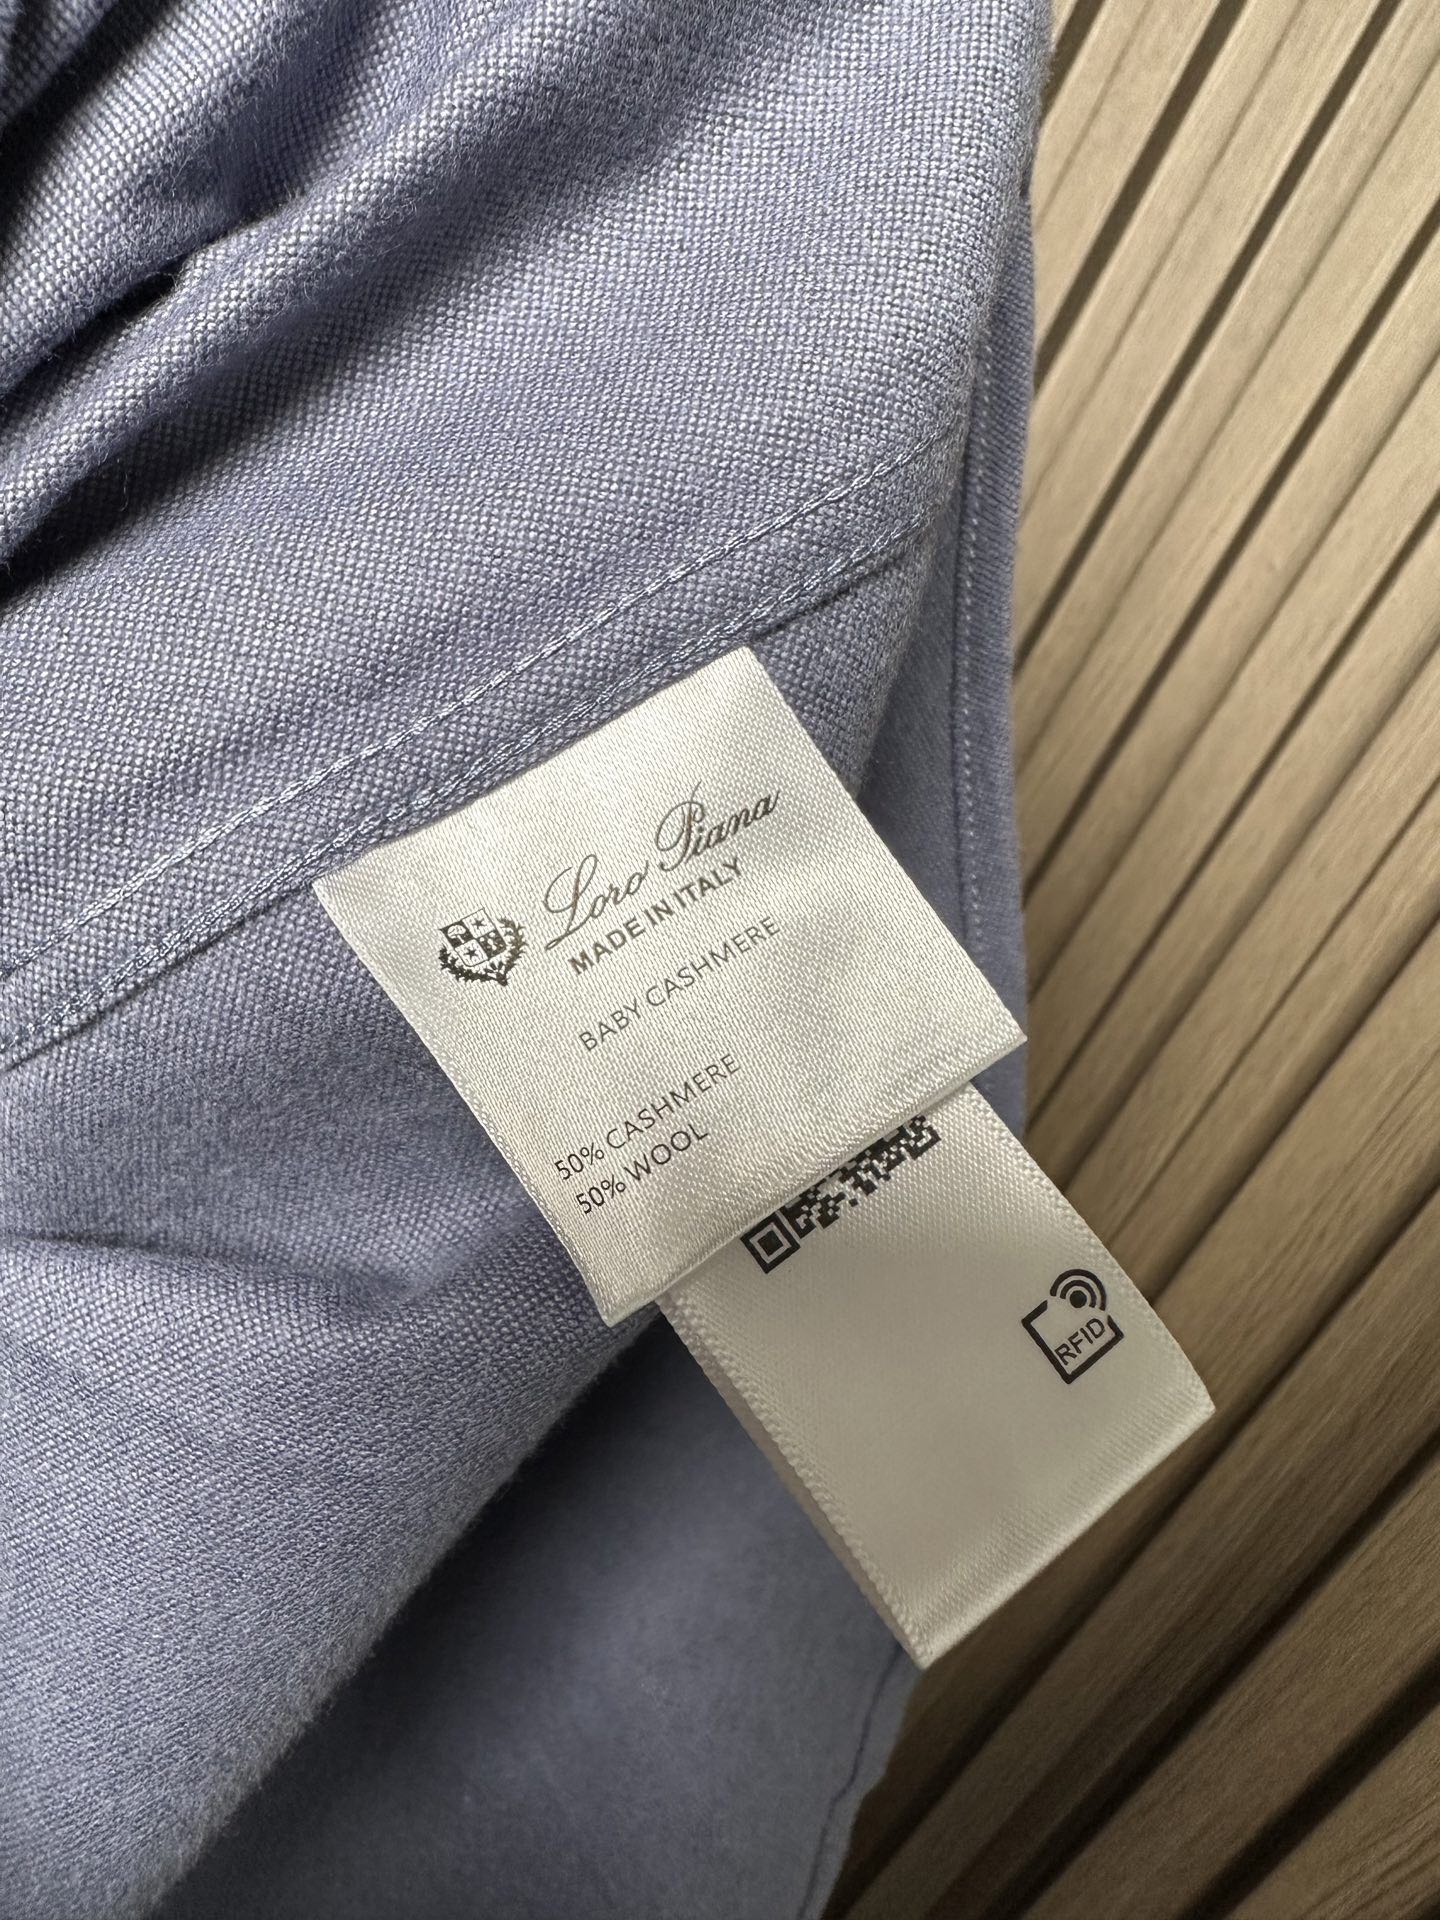 Loro Piana
MADE IN ITALY
BABY CASHMERE
50% CASHMERE
50% WOOL
RFID